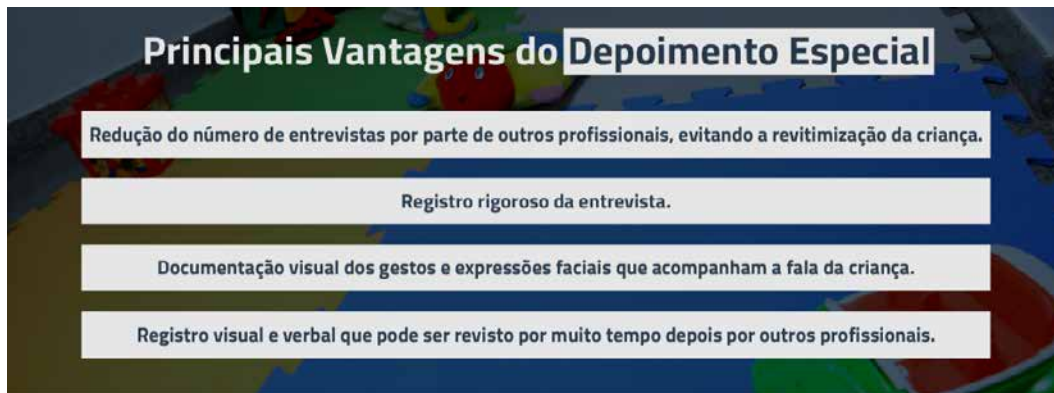 Principais Vantagens do Depoimento Especial
Redução do número de entrevistas por parte de outros profissionais, evitando a revitimização da criança.
Registro rigoroso da entrevista.
Documentação visual dos gestos e expressões faciais que acompanham a fala da criança.
Registro visual e verbal que pode ser revisto por muito tempo depois por outros profissionais.